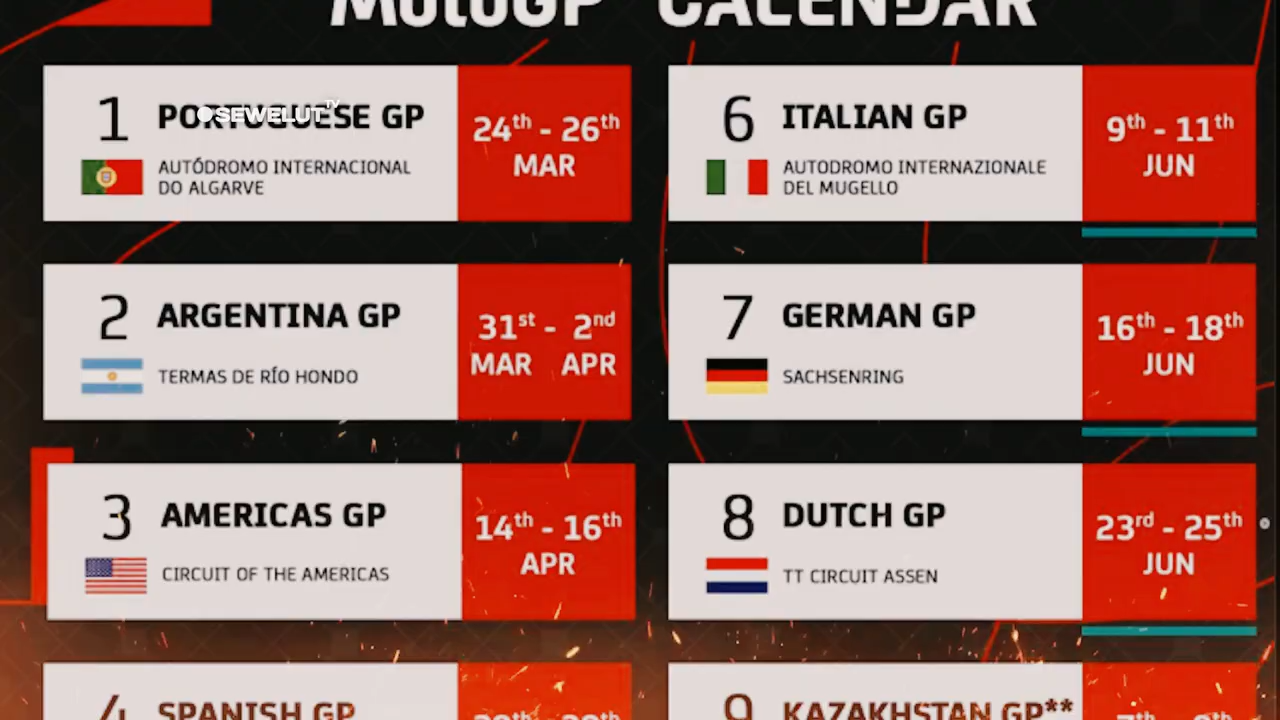 MotoGP CALENDAR
SEWELUT TV
1 PORTUGUESE GP
AUTÓDROMO INTERNACIONAL
DO ALGARVE
24th - 26th
MAR
2 ARGENTINA GP
TERMAS DE RÍO HONDO
31st - 2nd
MAR APR
3 AMERICAS GP
CIRCUIT OF THE AMERICAS
14th - 16th
APR
4 SPANISH GP
6 ITALIAN GP
AUTODROMO INTERNAZIONALE
DEL MUGELLO
9th - 11th
JUN
7 GERMAN GP
SACHSENRING
16th - 18th
JUN
8 DUTCH GP
TT CIRCUIT ASSEN
23rd - 25th
JUN
9 KAZAKHSTAN GP**